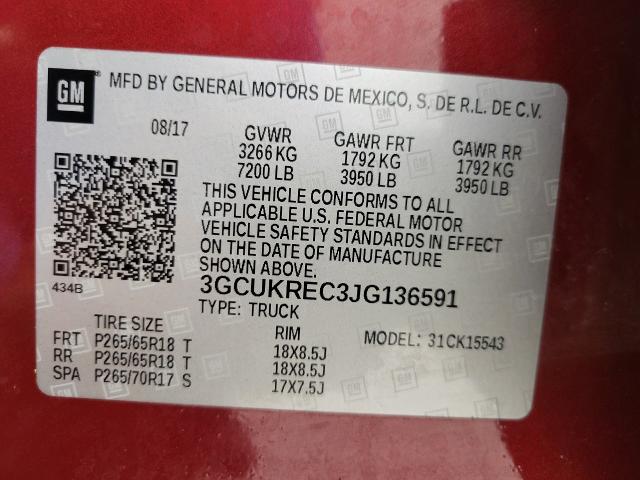 GM
MFD BY GENERAL MOTORS DE MEXICO, S. DE R.L. DE C.V.
08/17 GVWR GAWR FRT GAWR RR
3266 KG 1792 KG 1792 KG
7200 LB 3950 LB 3950 LB
THIS VEHICLE CONFORMS TO ALL
APPLICABLE U.S. FEDERAL MOTOR
VEHICLE SAFETY STANDARDS IN EFFECT
ON THE DATE OF MANUFACTURE
SHOWN ABOVE.
434B
3GCUKREC3JG136591
TYPE: TRUCK
TIRE SIZE RIM MODEL: 31CK15543
FRT P265/65R18 T 18X8.5J
RR P265/65R18 T 18X8.5J
SPA P265/70R17 S 17X7.5J